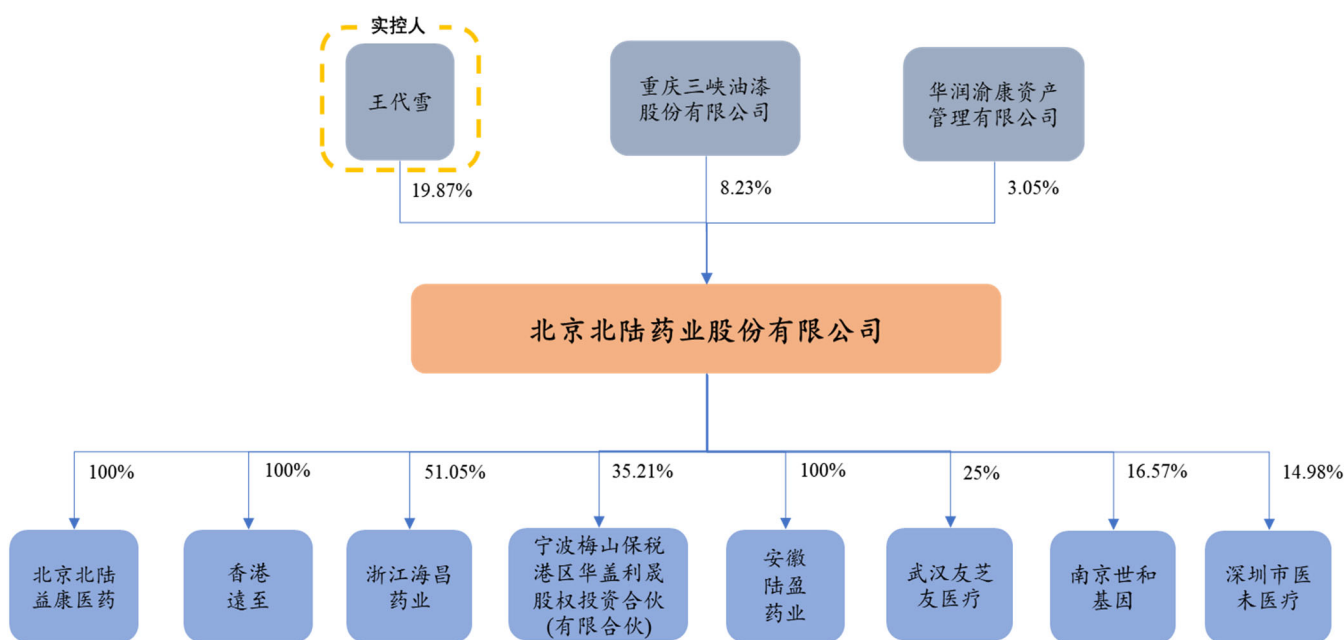 实控人
王代雪
重庆三峡油漆
股份有限公司
华润渝康资产
管理有限公司
19.87%
8.23%
3.05%
北京北陆药业股份有限公司
100%
100%
51.05%
35.21%
100%
25%
16.57%
14.98%
北京北陆
益康医药
香港
遠至
浙江海昌
药业
宁波梅山保税
港区华盖利晟
股权投资合伙
(有限合伙)
安徽
陆盈
药业
武汉友芝
友医疗
南京世和
基因
深圳市医
未医疗